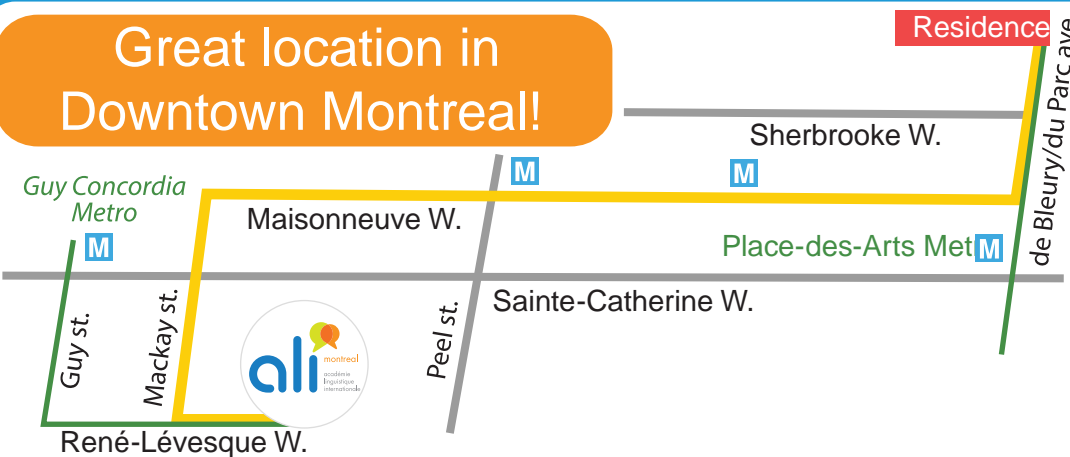 Great location in
Downtown Montreal!
Residence
de Bleury/du Parc ave
Sherbrooke W.
M
M
Guy Concordia
Metro
M
Maisonneuve W.
Place-des-Arts Met
M
Sainte-Catherine W.
Guy st.
Mackay st.
Peel st.
ali
montreal
académie
linguistique
internationale
René-Lévesque W.